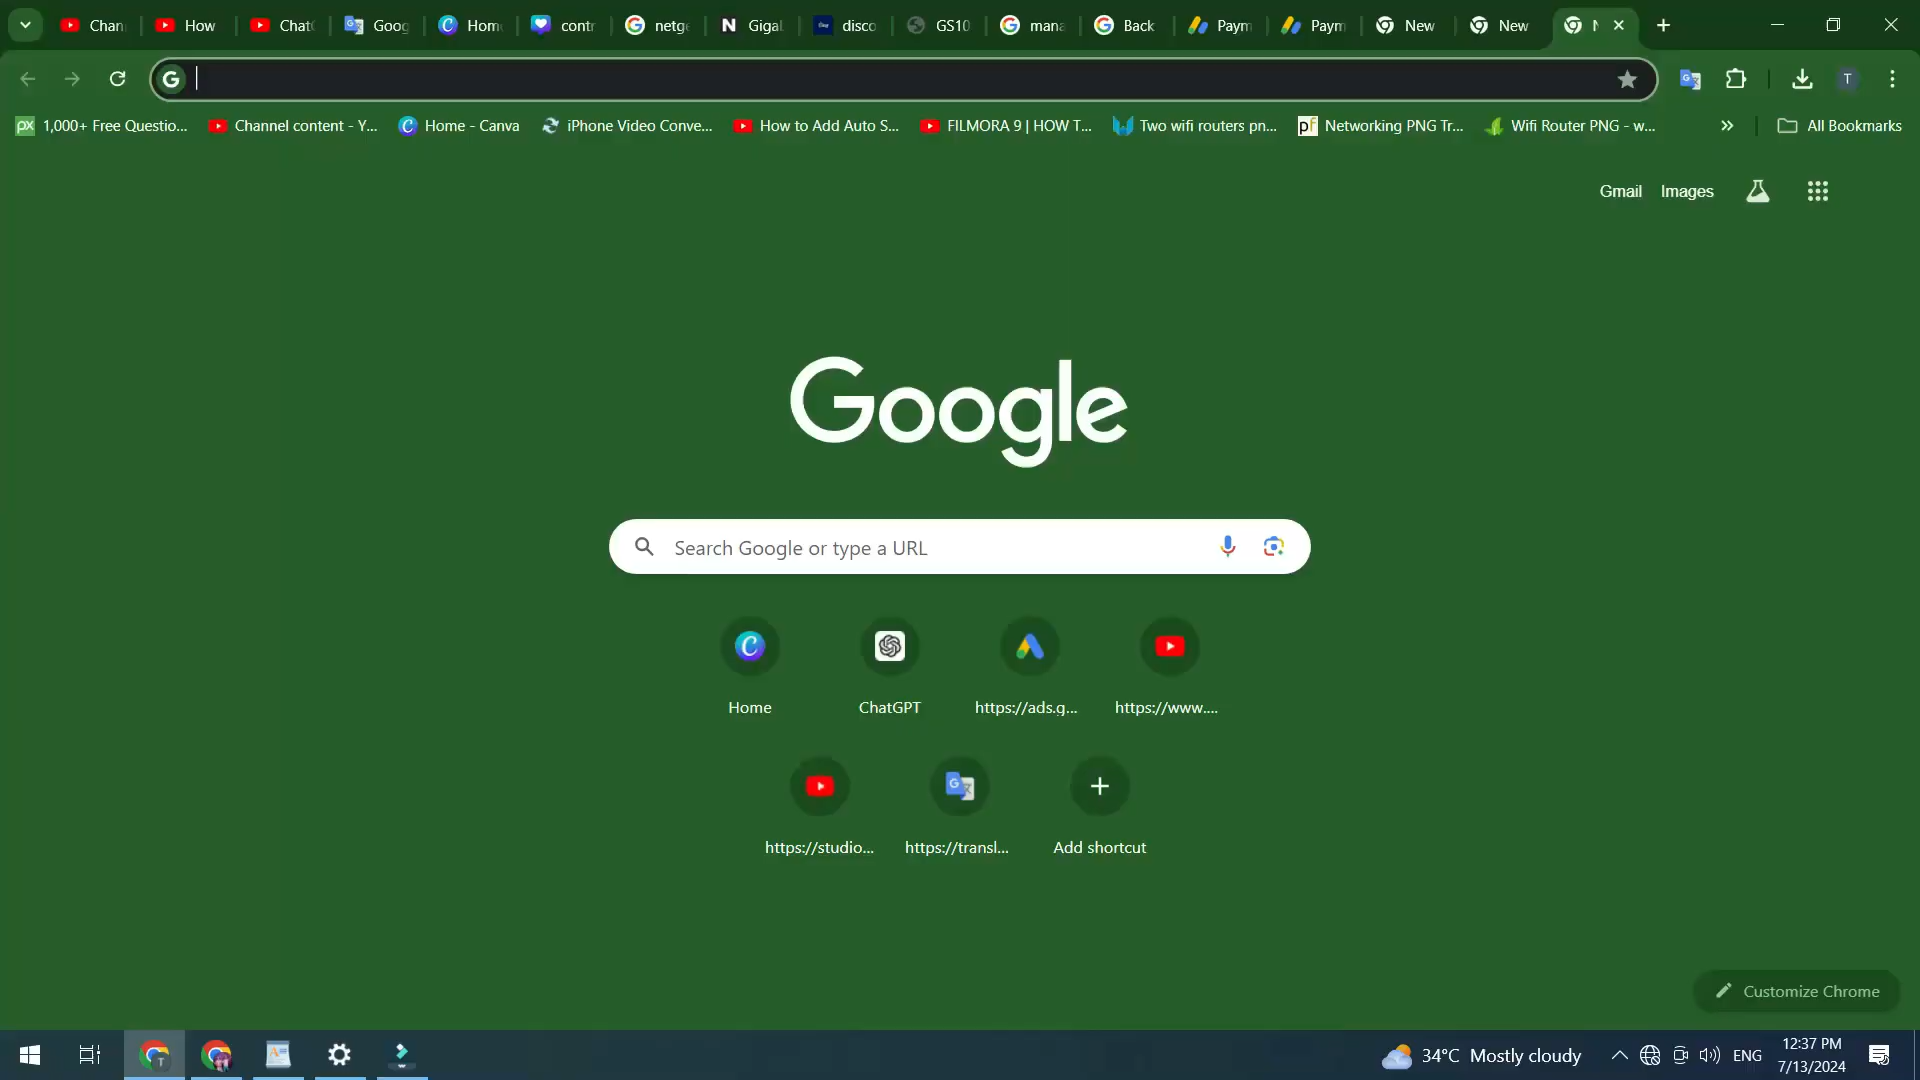 Chan
How
Chat
Goog
Home
contr
netge
Gigal
disco
GS10
mana
Back
Paym
Paym
New
New
N
T
1,000+ Free Questio...
Channel content - Y...
Home - Canva
iPhone Video Conve...
How to Add Auto S...
FILMORA 9 | HOW T...
Two wifi routers pn...
Networking PNG Tr...
Wifi Router PNG - w...
All Bookmarks
Gmail
Images
Google
Search Google or type a URL
Home
ChatGPT
https://ads.g...
https://www....
https://studio...
https://transl...
Add shortcut
Customize Chrome
34°C Mostly cloudy
ENG
12:37 PM
7/13/2024